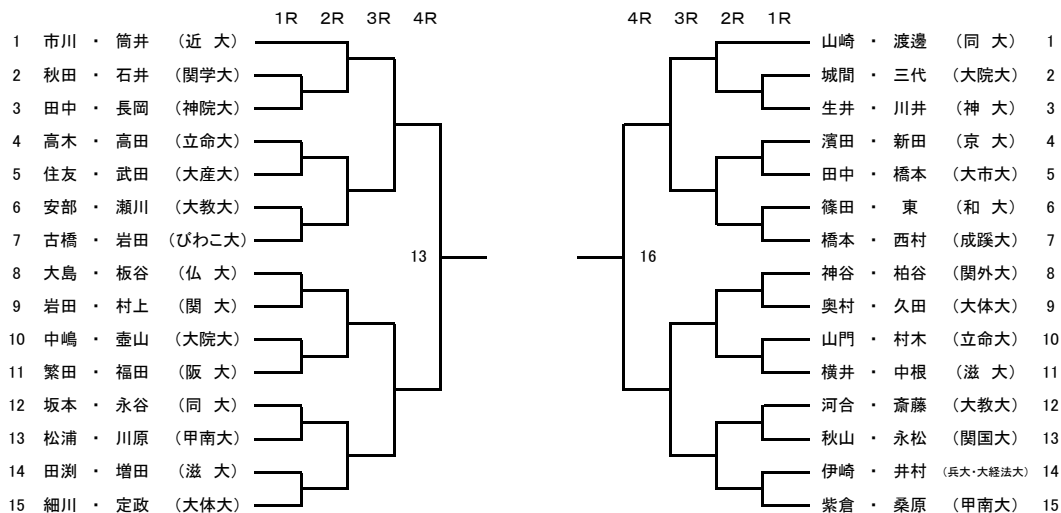 1R 2R 3R 4R 4R 3R 2R 1R
1 市川 ・ 筒井 (近 大) 山崎 ・ 渡邊 (同 大) 1
2 秋田 ・ 石井 (関学大) 城間 ・ 三代 (大院大) 2
3 田中 ・ 長岡 (神院大) 生井 ・ 川井 (神 大) 3
4 高木 ・ 高田 (立命大) 濱田 ・ 新田 (京 大) 4
5 住友 ・ 武田 (大産大) 田中 ・ 橋本 (大市大) 5
6 安部 ・ 瀬川 (大教大) 篠田 ・ 東 (和 大) 6
7 古橋 ・ 岩田 (びわこ大) 橋本 ・ 西村 (成蹊大) 7
13 16
8 大島 ・ 板谷 (仏 大) 神谷 ・ 柏谷 (関外大) 8
9 岩田 ・ 村上 (関 大) 奥村 ・ 久田 (大体大) 9
10 中嶋 ・ 壷山 (大院大) 山門 ・ 村木 (立命大) 10
11 繁田 ・ 福田 (阪 大) 横井 ・ 中根 (滋 大) 11
12 坂本 ・ 永谷 (同 大) 河合 ・ 斎藤 (大教大) 12
13 松浦 ・ 川原 (甲南大) 秋山 ・ 永松 (関国大) 13
14 田渕 ・ 増田 (滋 大) 伊崎 ・ 井村 (兵大・大経法大) 14
15 細川 ・ 定政 (大体大) 紫倉 ・ 桑原 (甲南大) 15